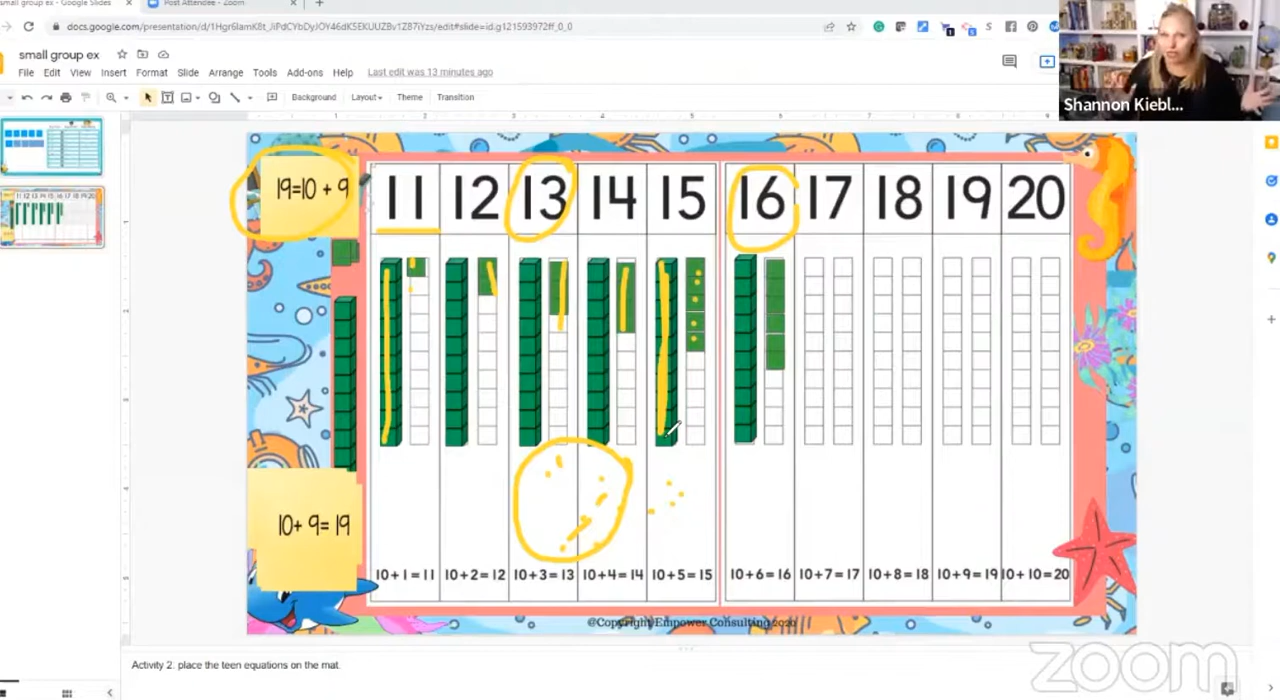 small group ex - Google Slides
Post Attendee - Zoom
docs.google.com/presentation/d/
small group ex
File Edit View Insert Format Slide Arrange Tools Add-ons Help Last edit was 13 minutes ago
Background Layout Theme Transition
Shannon Kiebl...
19=10 + 9
11 12 13 14 15 16 17 18 19 20
10+ 9= 19
10+1=11 10+2=12 10+3=13 10+4=14 10+5=15 10+6=16 10+7=17 10+8=18 10+9=19 10+10=20
@Copyright Empower Consulting 2020
Activity 2. place the teen equations on the mat.
zoom